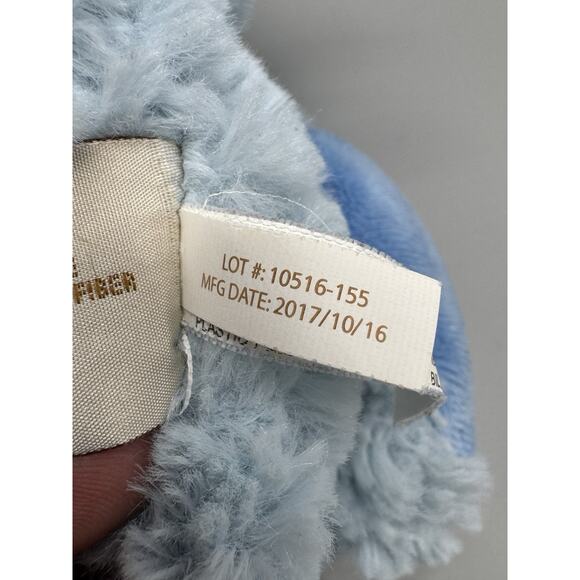 FIBER
LOT #: 10516-155
MFG DATE: 2017/10/16